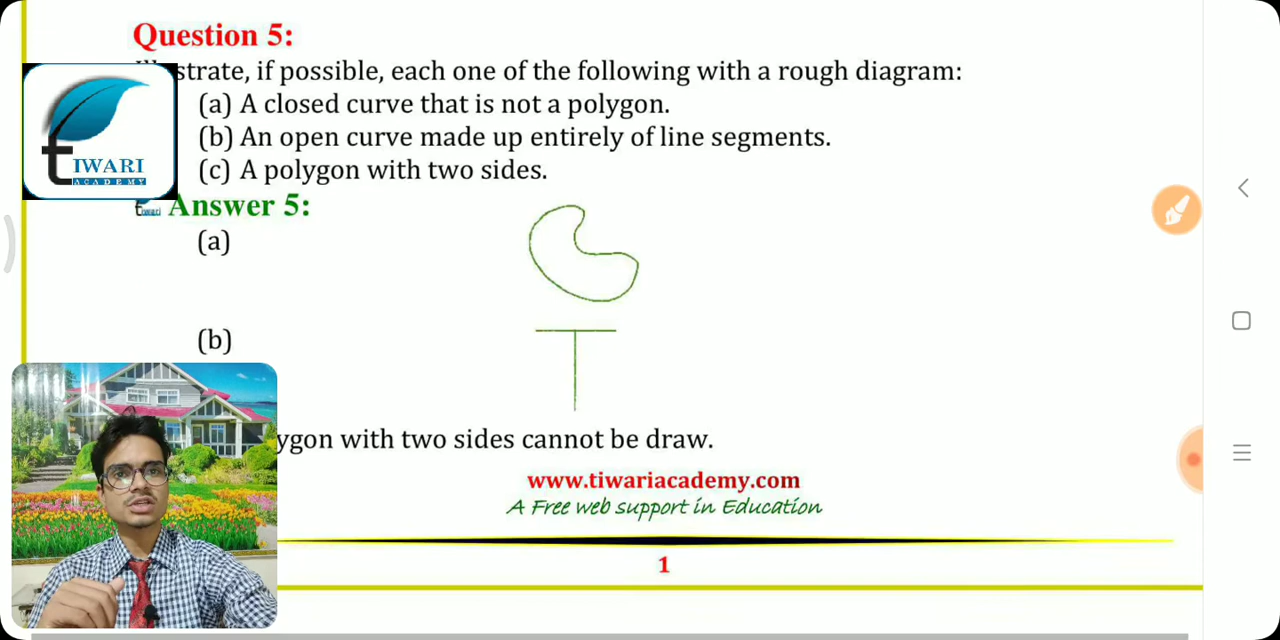 Question 5:
strate, if possible, each one of the following with a rough diagram:
(a) A closed curve that is not a polygon.
(b) An open curve made up entirely of line segments.
(c) A polygon with two sides.
tIWARI
ACADEMY
Answer 5:
(a)
(b)
ygon with two sides cannot be draw.
www.tiwariacademy.com
A Free web support in Education
1